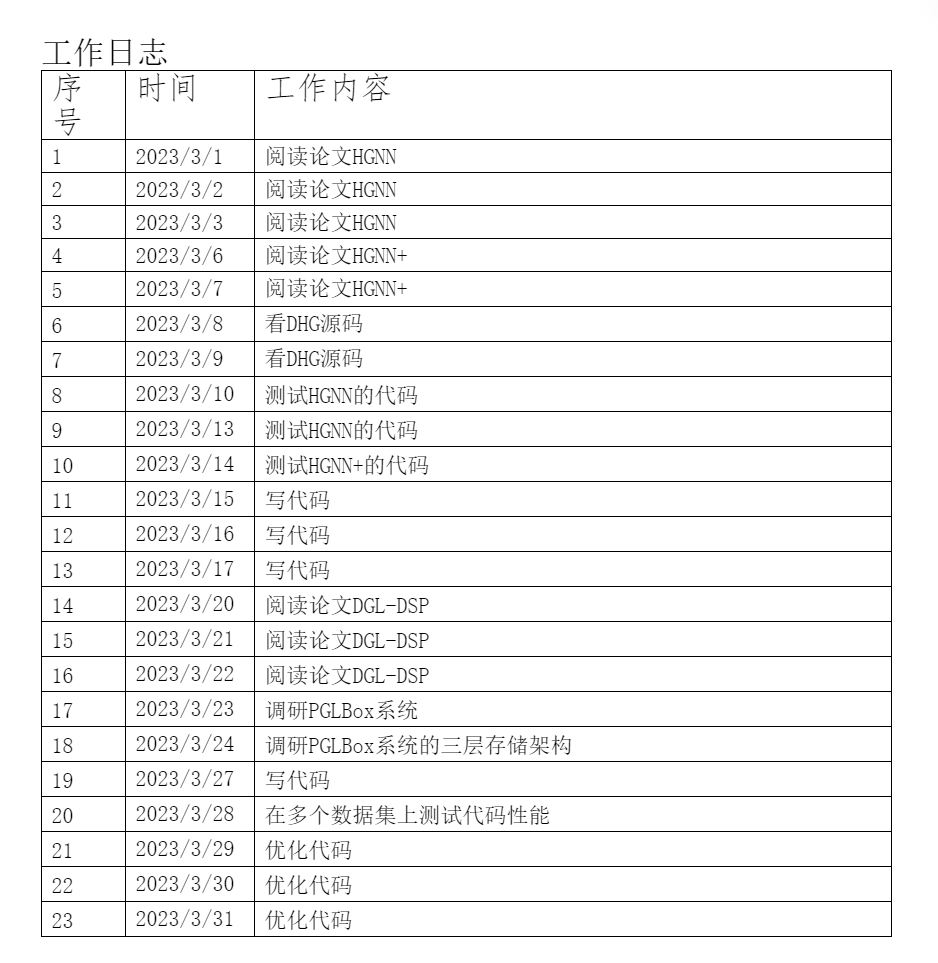 工作日志
序号 时间 工作内容
1 2023/3/1 阅读论文HGNN
2 2023/3/2 阅读论文HGNN
3 2023/3/3 阅读论文HGNN
4 2023/3/6 阅读论文HGNN+
5 2023/3/7 阅读论文HGNN+
6 2023/3/8 看DHG源码
7 2023/3/9 看DHG源码
8 2023/3/10 测试HGNN的代码
9 2023/3/13 测试HGNN的代码
10 2023/3/14 测试HGNN+的代码
11 2023/3/15 写代码
12 2023/3/16 写代码
13 2023/3/17 写代码
14 2023/3/20 阅读论文DGL-DSP
15 2023/3/21 阅读论文DGL-DSP
16 2023/3/22 阅读论文DGL-DSP
17 2023/3/23 调研PGLBox系统
18 2023/3/24 调研PGLBox系统的三层存储架构
19 2023/3/27 写代码
20 2023/3/28 在多个数据集上测试代码性能
21 2023/3/29 优化代码
22 2023/3/30 优化代码
23 2023/3/31 优化代码